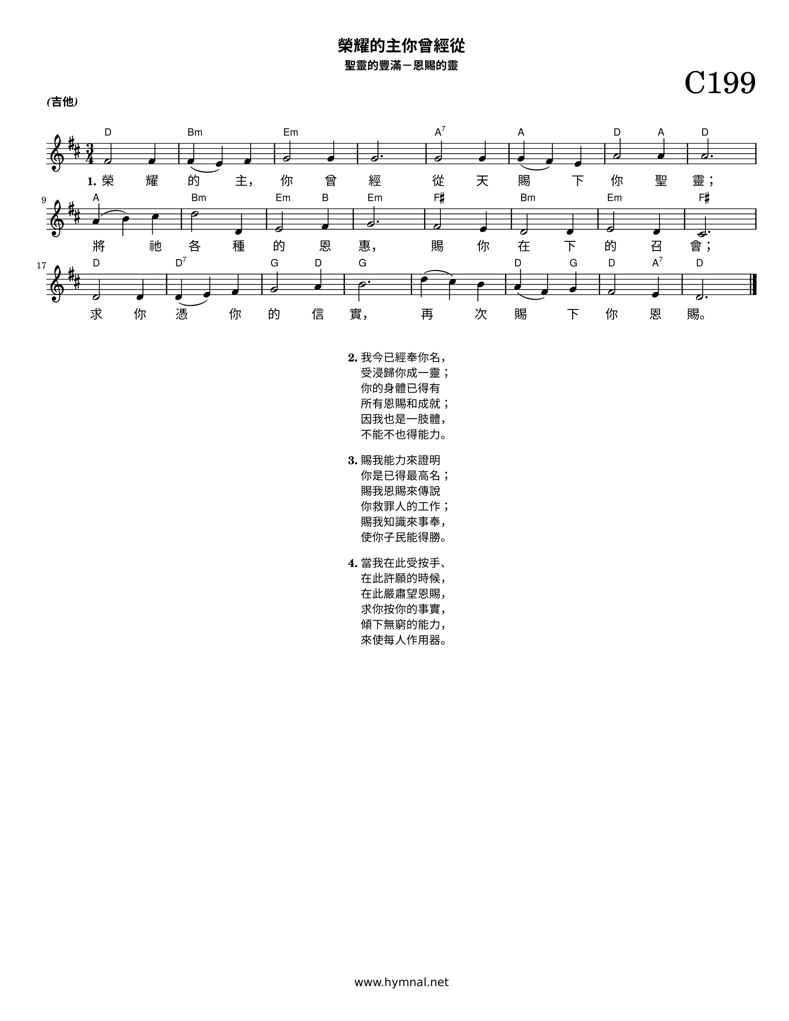 榮耀的主你曾經從
聖靈的豐滿－恩賜的靈
C199
(吉他)
D Bm Em A7 A D A D
1. 榮 耀 的 主， 你 曾 經 從 天 賜 下 你 聖 靈；
9 A Bm Em B Em F# Bm Em F#
將 祂 各 種 的 恩 惠， 賜 你 在 下 的 召 會；
17 D D7 G D G D G D A7 D
求 你 憑 你 的 信 實， 再 次 賜 下 你 恩 賜。
2. 我今已經奉你名，
受浸歸你成一靈；
你的身體已得有
所有恩賜和成就；
因我也是一肢體，
不能不也得能力。
3. 賜我能力來證明
你是已得最高名；
賜我恩賜來傳說
你救罪人的工作；
賜我知識來事奉，
使你子民能得勝。
4. 當我在此受按手、
在此許願的時候，
在此嚴肅望恩賜，
求你按你的事實，
傾下無窮的能力，
來使每人作用器。
www.hymnal.net